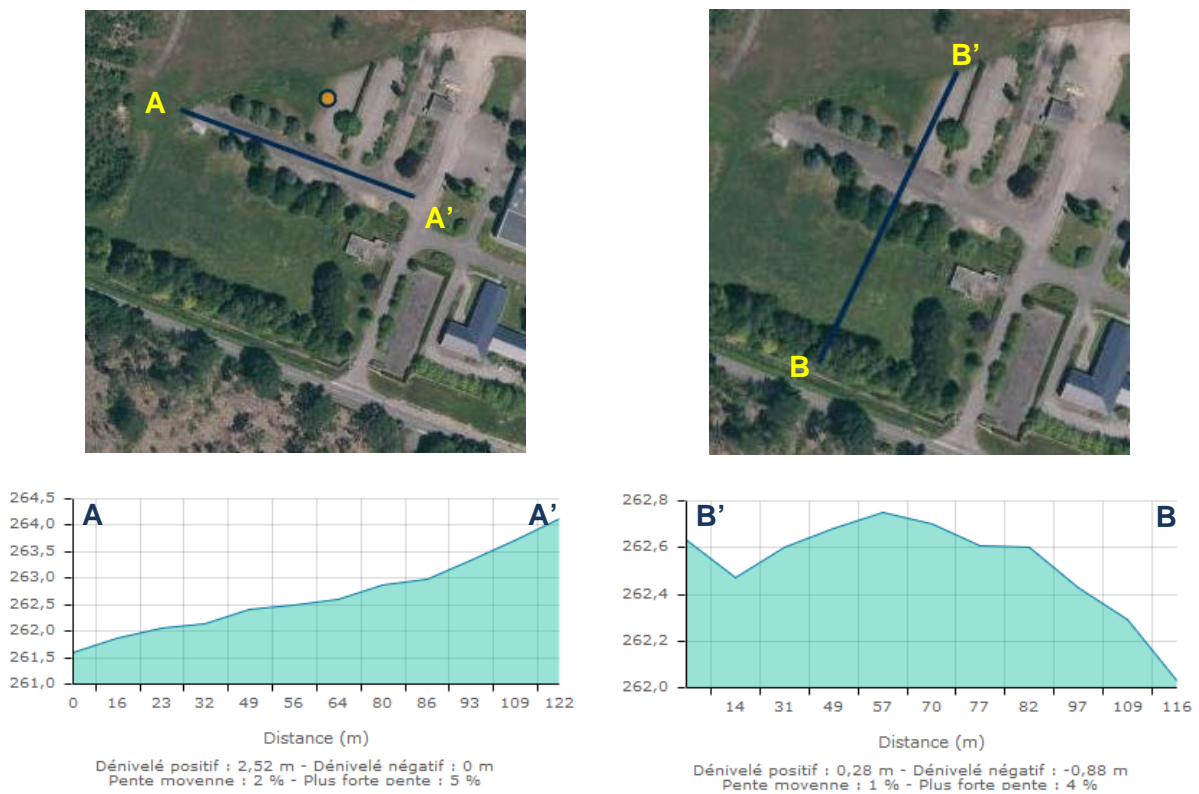 A
A'
B'
B
264,5
264,0
263,5
263,0
262,5
262,0
261,5
261,0
A
A'
0 16 23 32 49 56 64 80 86 93 109 122
Distance (m)
Dénivelé positif : 2,52 m - Dénivelé négatif : 0 m
Pente moyenne : 2 % - Plus forte pente : 5 %
262,8
262,6
262,4
262,2
262,0
B'
B
14 31 49 57 70 77 82 97 109 116
Distance (m)
Dénivelé positif : 0,28 m - Dénivelé négatif : -0,88 m
Pente moyenne : 1 % - Plus forte pente : 4 %